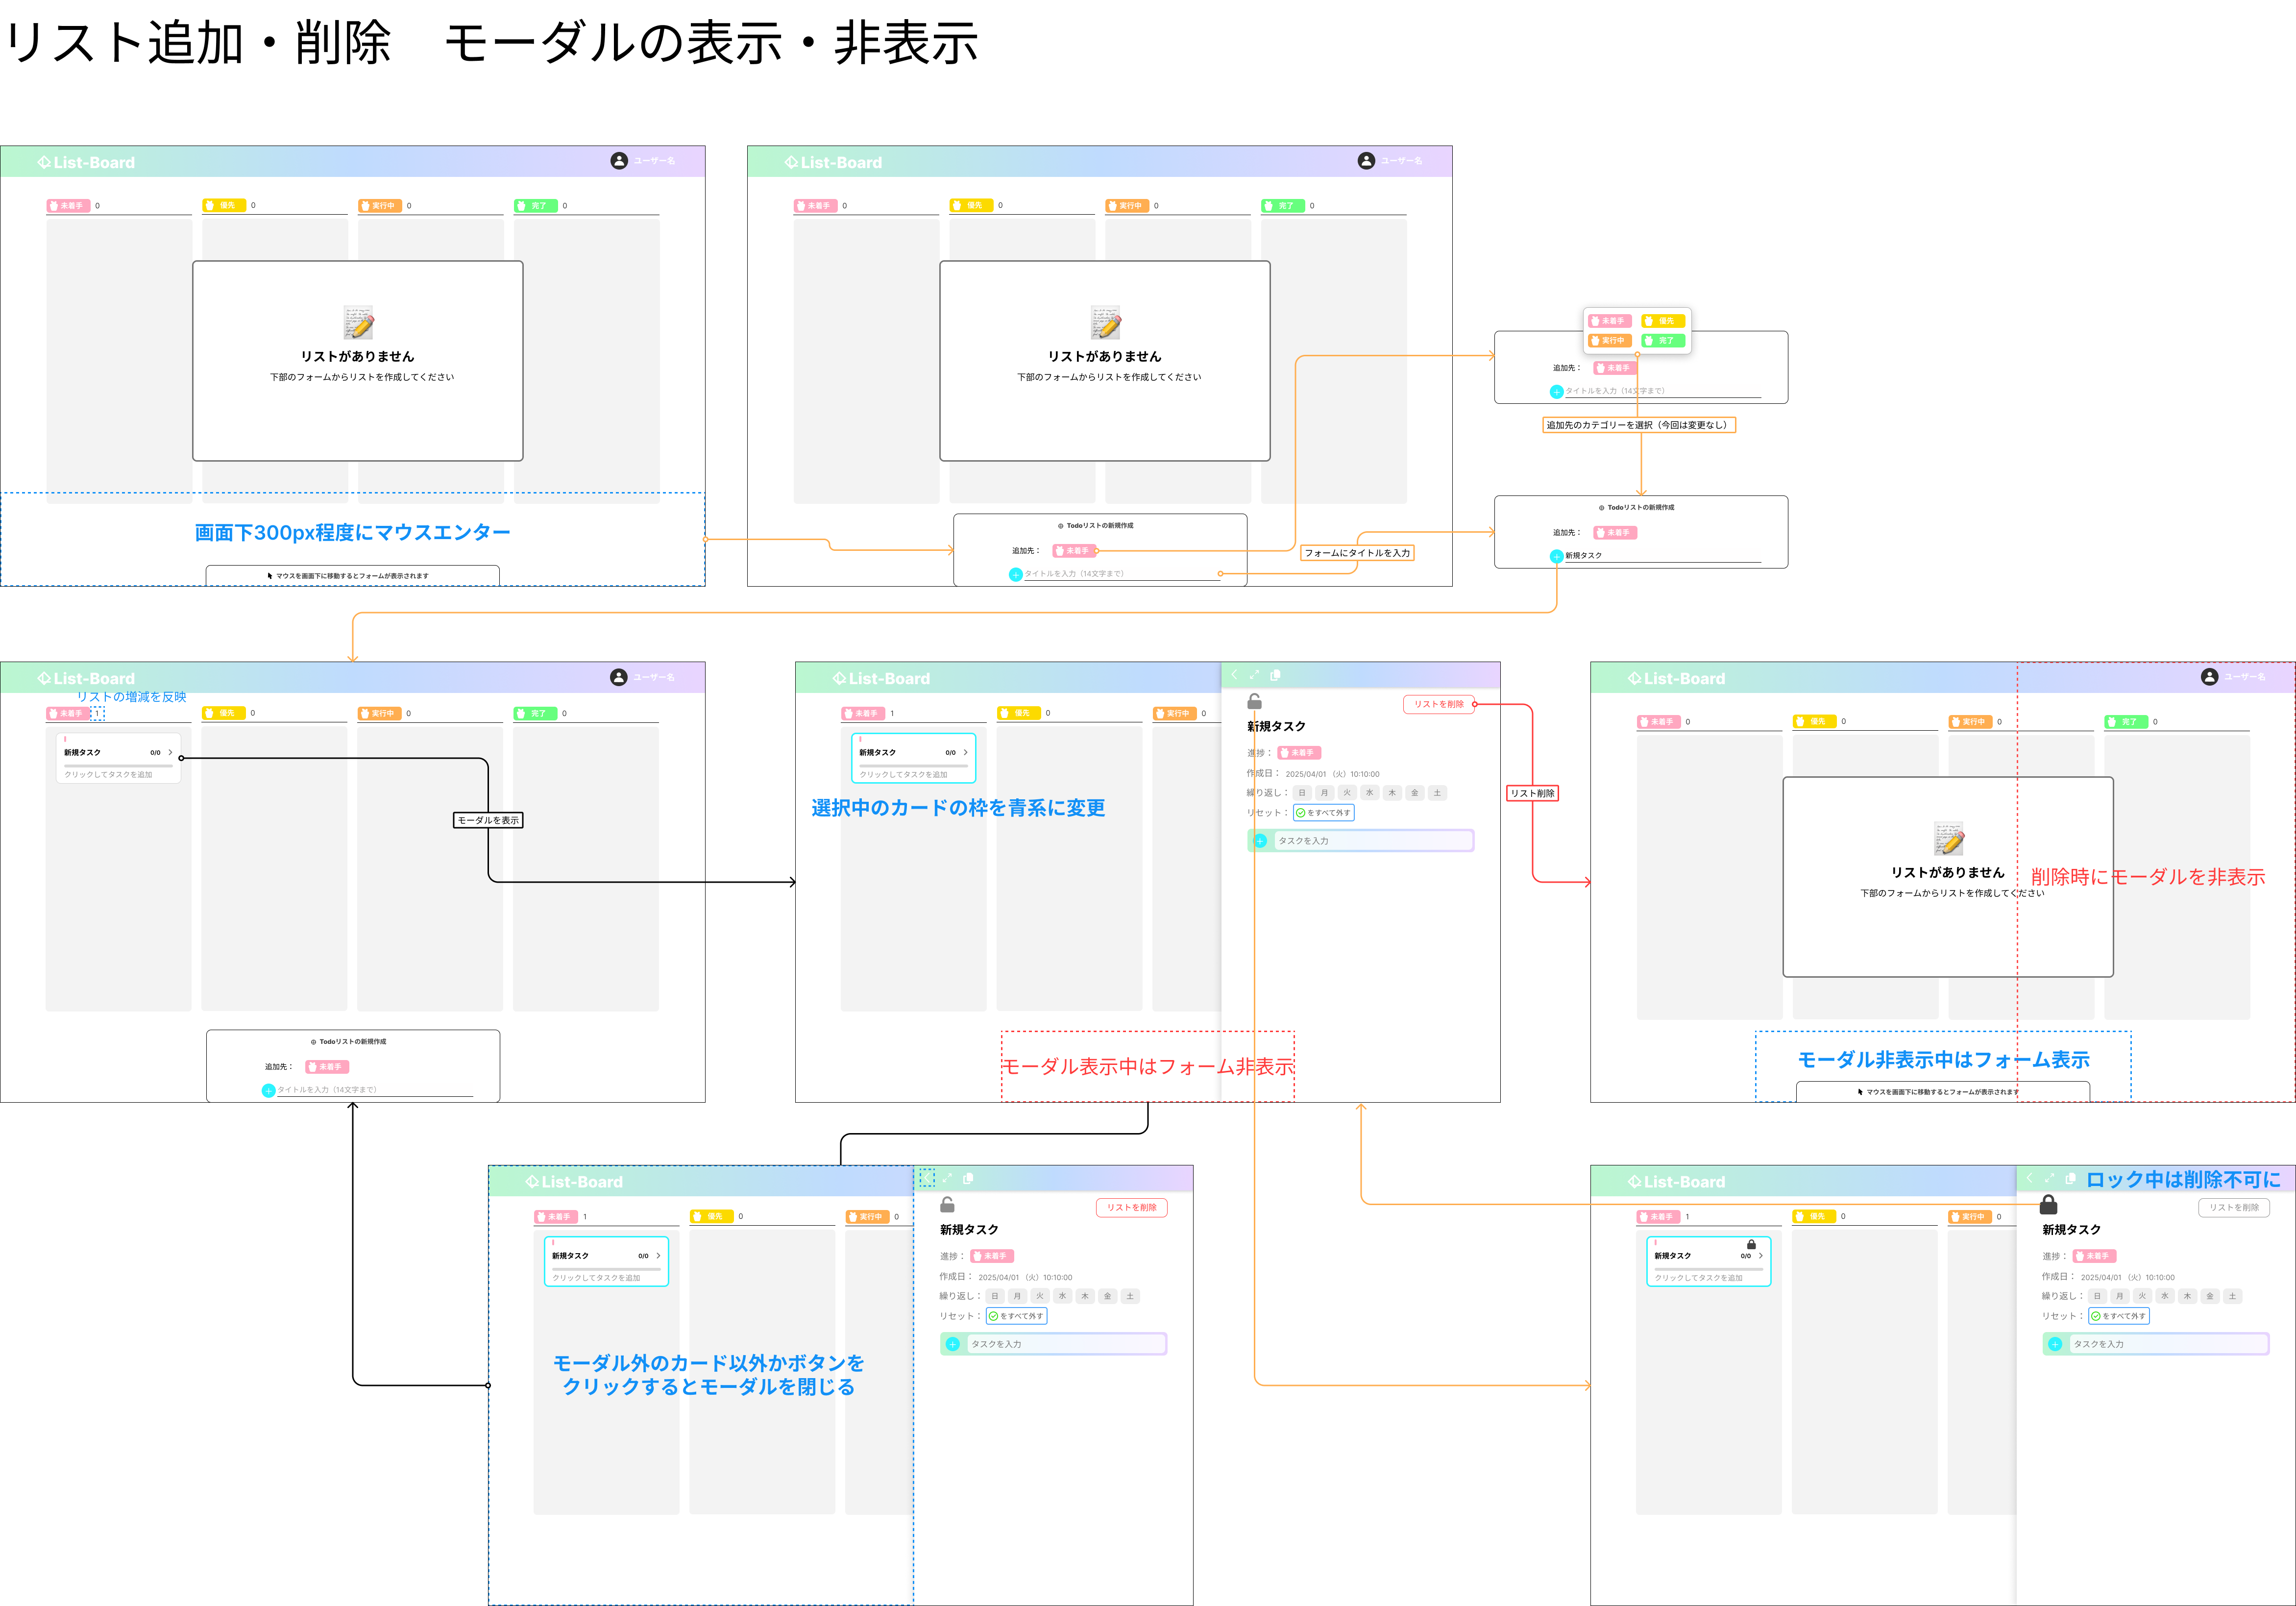 リスト追加・削除　モーダルの表示・非表示
List-Board
ユーザー名
未着手 0
優先 0
実行中 0
完了 0
リストがありません
下部のフォームからリストを作成してください
画面下300px程度にマウスエンター
マウスを画面下に移動するとフォームが表示されます
List-Board
ユーザー名
未着手 0
優先 0
実行中 0
完了 0
リストがありません
下部のフォームからリストを作成してください
Todoリストの新規作成
追加先： 未着手
タイトルを入力（14文字まで）
フォームにタイトルを入力
未着手 優先
実行中 完了
追加先： 未着手
タイトルを入力（14文字まで）
追加先のカテゴリーを選択（今回は変更なし）
Todoリストの新規作成
追加先： 未着手
新規タスク
List-Board
ユーザー名
リストの増減を反映
未着手 1
優先 0
実行中 0
完了 0
新規タスク 0/0
クリックしてタスクを追加
モーダルを表示
Todoリストの新規作成
追加先： 未着手
タイトルを入力（14文字まで）
List-Board
未着手 1
優先 0
実行中 0
新規タスク 0/0
クリックしてタスクを追加
選択中のカードの枠を青系に変更
モーダル表示中はフォーム非表示
リストを削除
新規タスク
進捗： 未着手
作成日： 2025/04/01 （火）10:10:00
繰り返し： 日 月 火 水 木 金 土
リセット： をすべて外す
タスクを入力
リスト削除
List-Board
ユーザー名
未着手 0
優先 0
実行中 0
完了 0
リストがありません
下部のフォームからリストを作成してください
削除時にモーダルを非表示
モーダル非表示中はフォーム表示
マウスを画面下に移動するとフォームが表示されます
List-Board
未着手 1
優先 0
実行中 0
新規タスク 0/0
クリックしてタスクを追加
モーダル外のカード以外かボタンを
クリックするとモーダルを閉じる
リストを削除
新規タスク
進捗： 未着手
作成日： 2025/04/01 （火）10:10:00
繰り返し： 日 月 火 水 木 金 土
リセット： をすべて外す
タスクを入力
List-Board
未着手 1
優先 0
実行中 0
新規タスク 0/0
クリックしてタスクを追加
ロック中は削除不可に
リストを削除
新規タスク
進捗： 未着手
作成日： 2025/04/01 （火）10:10:00
繰り返し： 日 月 火 水 木 金 土
リセット： をすべて外す
タスクを入力